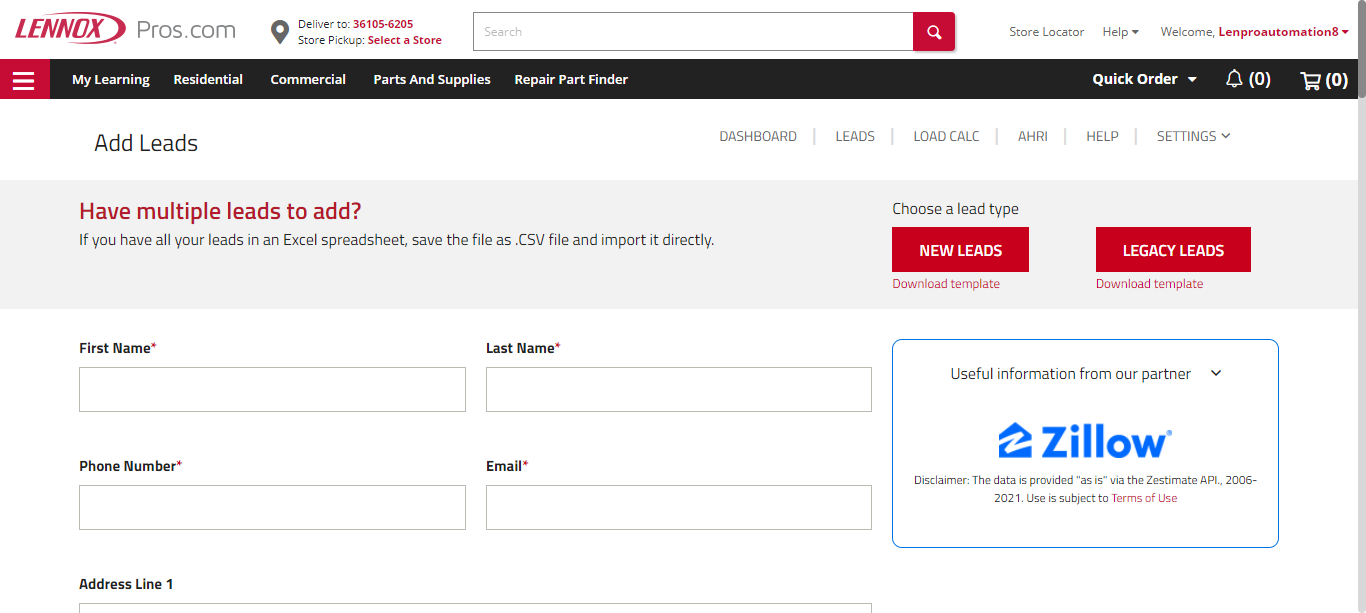 LENNOX Pros.com
Deliver to: 36105-6205
Store Pickup: Select a Store
Search
Store Locator
Help
Welcome, Lenproautomation8
My Learning
Residential
Commercial
Parts And Supplies
Repair Part Finder
Quick Order
(0)
(0)
Add Leads
DASHBOARD
LEADS
LOAD CALC
AHRI
HELP
SETTINGS
Have multiple leads to add?
If you have all your leads in an Excel spreadsheet, save the file as .CSV file and import it directly.
Choose a lead type
NEW LEADS
LEGACY LEADS
Download template
Download template
First Name*
Last Name*
Phone Number*
Email*
Address Line 1
Useful information from our partner
Zillow®
Disclaimer: The data is provided "as is" via the Zestimate API., 2006-
2021. Use is subject to Terms of Use